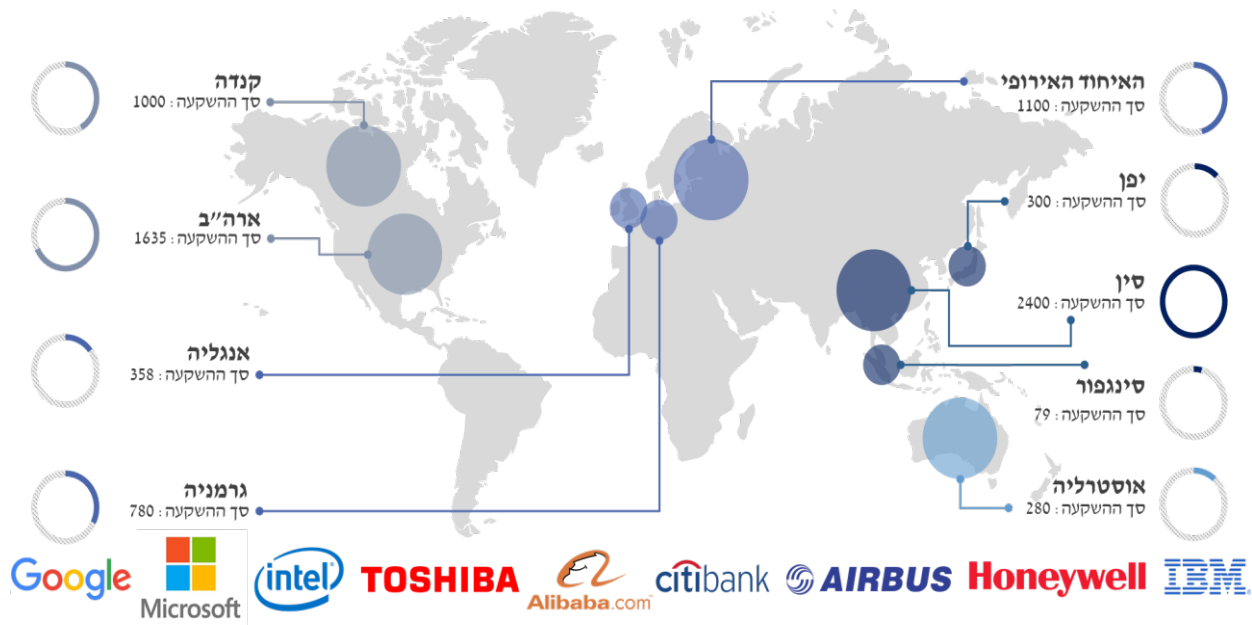 האיחוד האירופי
סך ההשקעה : 1100
יפן
סך ההשקעה : 300
סין
סך ההשקעה : 2400
סינגפור
סך ההשקעה : 79
אוסטרליה
סך ההשקעה : 280
קנדה
סך ההשקעה : 1000
ארה״ב
סך ההשקעה : 1635
אנגליה
סך ההשקעה : 358
גרמניה
סך ההשקעה : 780
Google
Microsoft
intel
TOSHIBA
Alibaba.com
citibank
AIRBUS
Honeywell
IBM